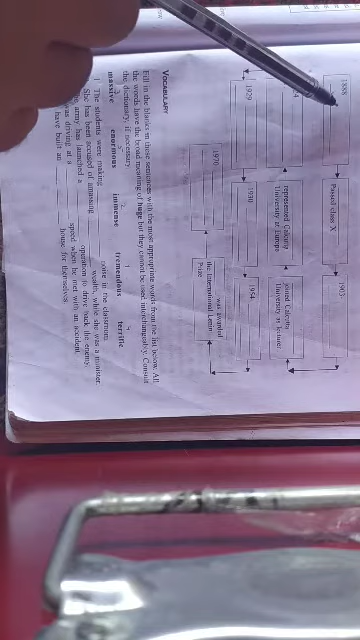 1888
Passed class X
1903
represented Calcutta
University at Europe
joined Calcutta
University as lecturer
1929
1930
1954
1970
was awarded
the International Lenin
Prize
VOCABULARY
Fill in the blanks in these sentences with the most appropriate words from the list below. All
the words have the broad meaning of huge but they cannot be used interchangeably. Consult
the dictionary, if necessary
massive enormous immense tremendous terrific
1 The students were making noise in the classroom.
She has been accused of amassing wealth, while she was a minister.
army has launched a operation to drive back the enemy.
was driving at a speed when he met with an accident
have built an house for themselves